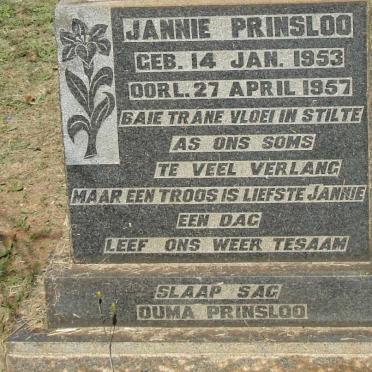 JANNIE PRINSLOO
GEB. 14 JAN. 1953
OORL. 27 APRIL 1957
BAIE TRANE VLOEI IN STILTE
AS ONS SOMS
TE VEEL VERLANG
MAAR EEN TROOS IS LIEFSTE JANNIE
EEN DAG
LEEF ONS WEER TESAAM
SLAAP SAG
OUMA PRINSLOO